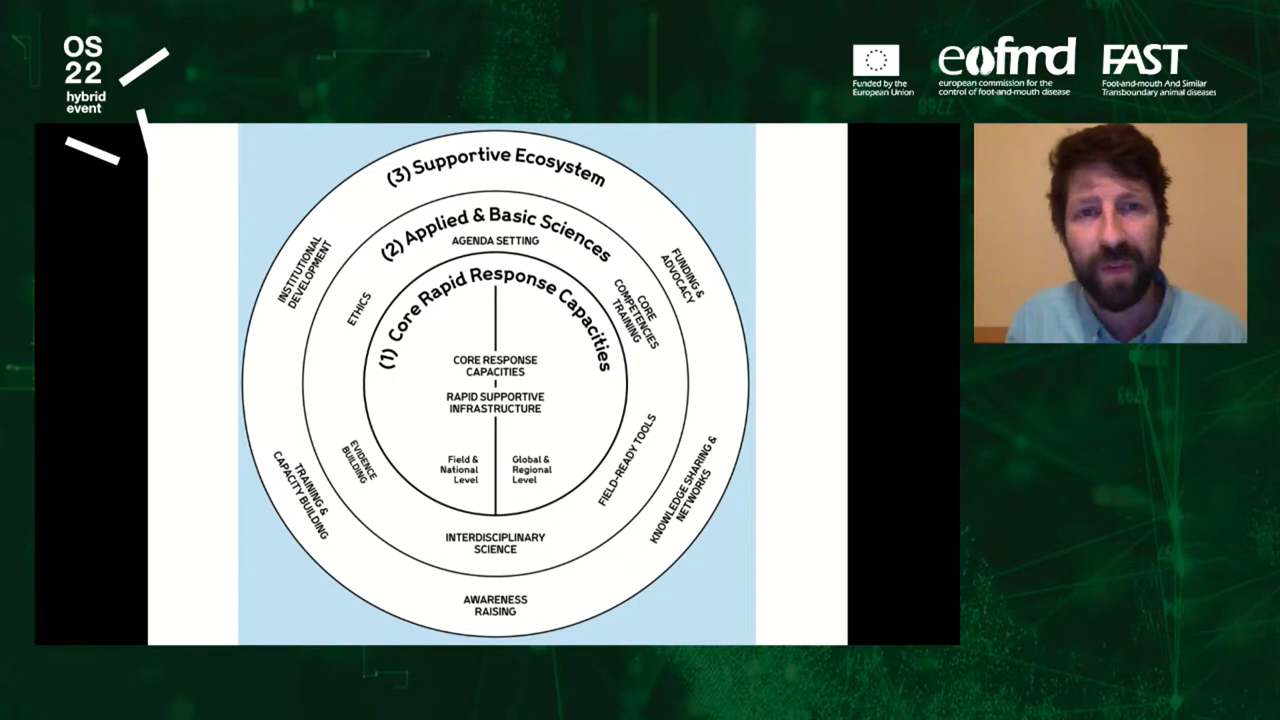 OS
22
hybrid
event
Funded by the
European Union
eofmd
european commission for the
control of foot-and-mouth disease
FAST
Foot-and-mouth And Similar
Transboundary animal diseases
(3) Supportive Ecosystem
INSTITUTIONAL
DEVELOPMENT
FUNDING &
ADVOCACY
(2) Applied & Basic Sciences
AGENDA SETTING
ETHICS
CORE
COMPETENCIES
TRAINING
(1) Core Rapid Response Capacities
CORE RESPONSE
CAPACITIES
RAPID SUPPORTIVE
INFRASTRUCTURE
Field &
National
Level
Global &
Regional
Level
EVIDENCE
BUILDING
FIELD-READY TOOLS
TRAINING &
CAPACITY BUILDING
KNOWLEDGE SHARING &
NETWORKS
INTERDISCIPLINARY
SCIENCE
AWARENESS
RAISING